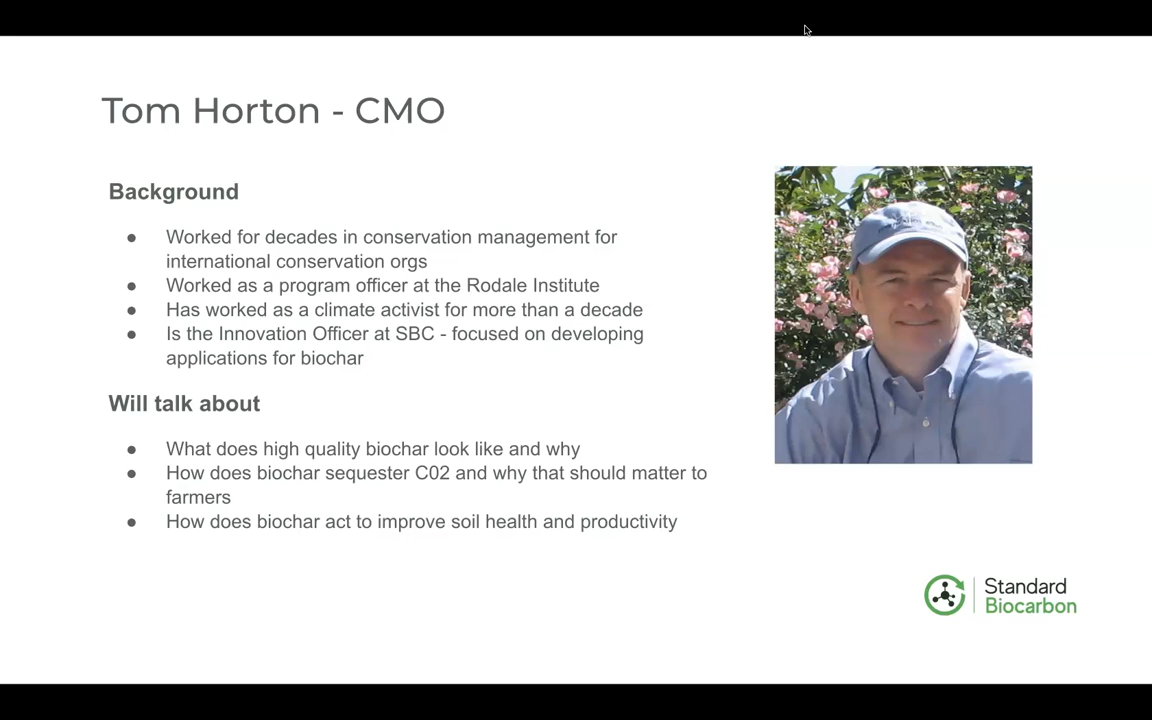 Tom Horton - CMO
Background
● Worked for decades in conservation management for
international conservation orgs
● Worked as a program officer at the Rodale Institute
● Has worked as a climate activist for more than a decade
● Is the Innovation Officer at SBC - focused on developing
applications for biochar
Will talk about
● What does high quality biochar look like and why
● How does biochar sequester C02 and why that should matter to
farmers
● How does biochar act to improve soil health and productivity
Standard
Biocarbon